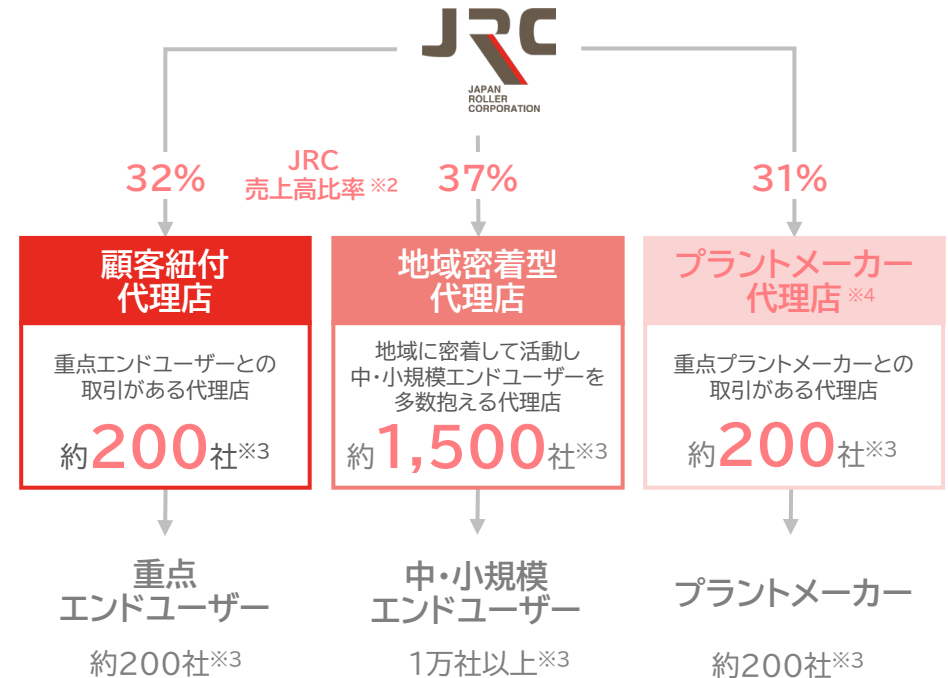 JRC
JAPAN
ROLLER
CORPORATION
32%
JRC
売上高比率 ※2
37%
31%
顧客紐付
代理店
重点エンドユーザーとの
取引がある代理店
約200社※3
地域密着型
代理店
地域に密着して活動し
中・小規模エンドユーザーを
多数抱える代理店
約1,500社※3
プラントメーカー
代理店 ※4
重点プラントメーカーとの
取引がある代理店
約200社※3
重点
エンドユーザー
約200社※3
中・小規模
エンドユーザー
1万社以上※3
プラントメーカー
約200社※3